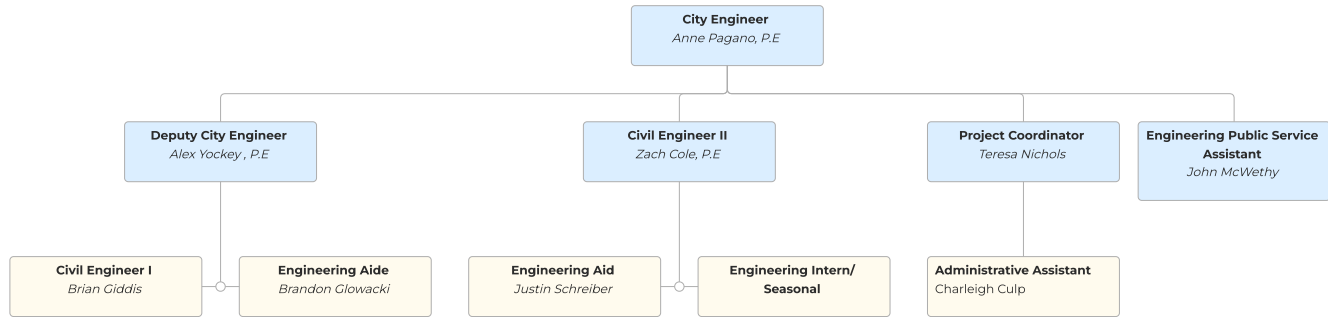 City Engineer
Anne Pagano, P.E
Deputy City Engineer
Alex Yockey , P.E
Civil Engineer II
Zach Cole, P.E
Project Coordinator
Teresa Nichols
Engineering Public Service
Assistant
John McWethy
Civil Engineer I
Brian Giddis
Engineering Aide
Brandon Glowacki
Engineering Aid
Justin Schreiber
Engineering Intern/
Seasonal
Administrative Assistant
Charleigh Culp